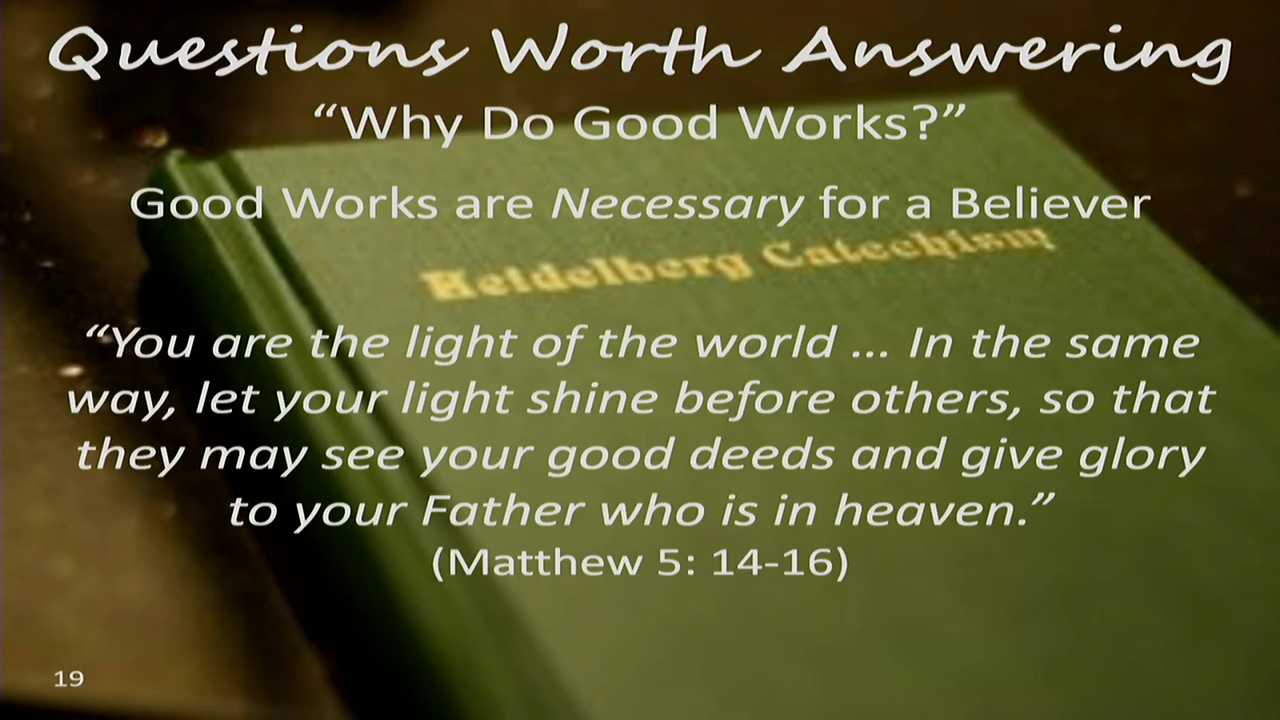 Questions Worth Answering
“Why Do Good Works?”
Good Works are Necessary for a Believer
Heidelberg Catechism
“You are the light of the world ... In the same
way, let your light shine before others, so that
they may see your good deeds and give glory
to your Father who is in heaven.”
(Matthew 5: 14-16)
19